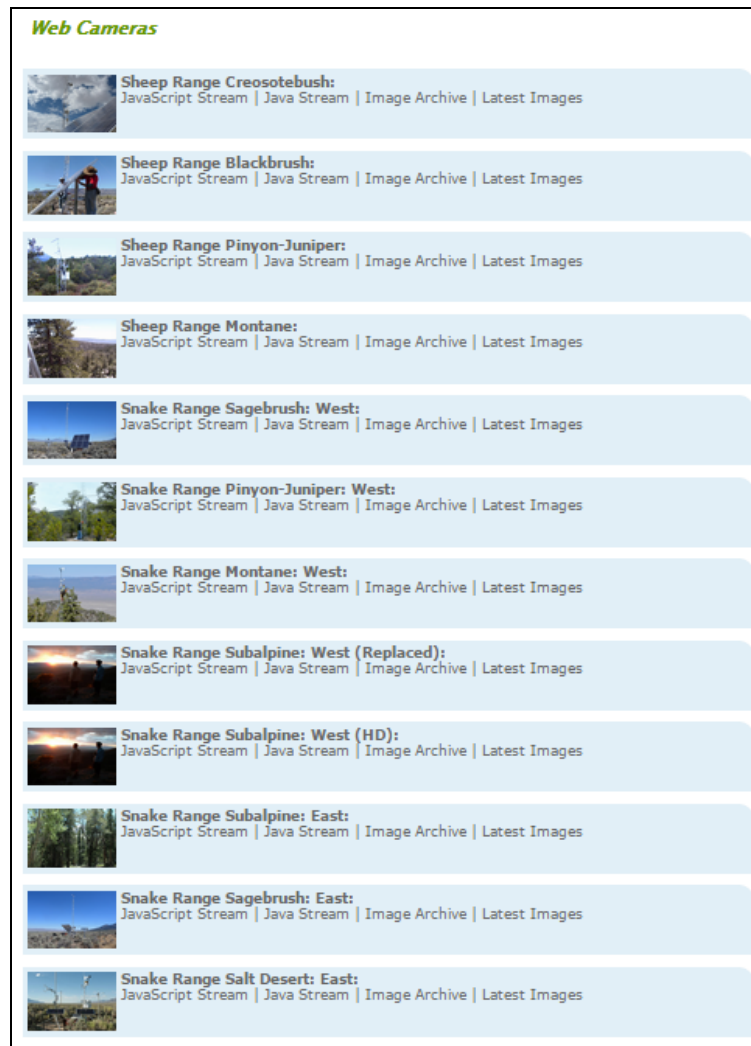 Web Cameras
Sheep Range Creosotebush:
JavaScript Stream | Java Stream | Image Archive | Latest Images
Sheep Range Blackbrush:
JavaScript Stream | Java Stream | Image Archive | Latest Images
Sheep Range Pinyon-Juniper:
JavaScript Stream | Java Stream | Image Archive | Latest Images
Sheep Range Montane:
JavaScript Stream | Java Stream | Image Archive | Latest Images
Snake Range Sagebrush: West:
JavaScript Stream | Java Stream | Image Archive | Latest Images
Snake Range Pinyon-Juniper: West:
JavaScript Stream | Java Stream | Image Archive | Latest Images
Snake Range Montane: West:
JavaScript Stream | Java Stream | Image Archive | Latest Images
Snake Range Subalpine: West (Replaced):
JavaScript Stream | Java Stream | Image Archive | Latest Images
Snake Range Subalpine: West (HD):
JavaScript Stream | Java Stream | Image Archive | Latest Images
Snake Range Subalpine: East:
JavaScript Stream | Java Stream | Image Archive | Latest Images
Snake Range Sagebrush: East:
JavaScript Stream | Java Stream | Image Archive | Latest Images
Snake Range Salt Desert: East:
JavaScript Stream | Java Stream | Image Archive | Latest Images